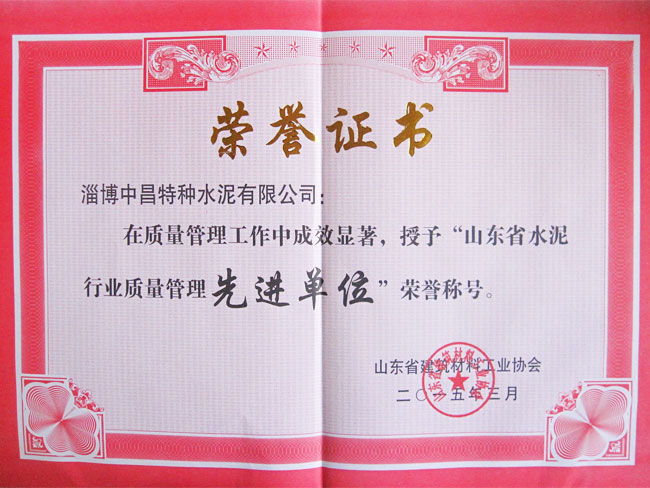 荣誉证书
淄博中昌特种水泥有限公司：
在质量管理工作中成效显著，授予“山东省水泥
行业质量管理先进单位”荣誉称号。
山东省建筑材料工业协会
二〇一五年三月